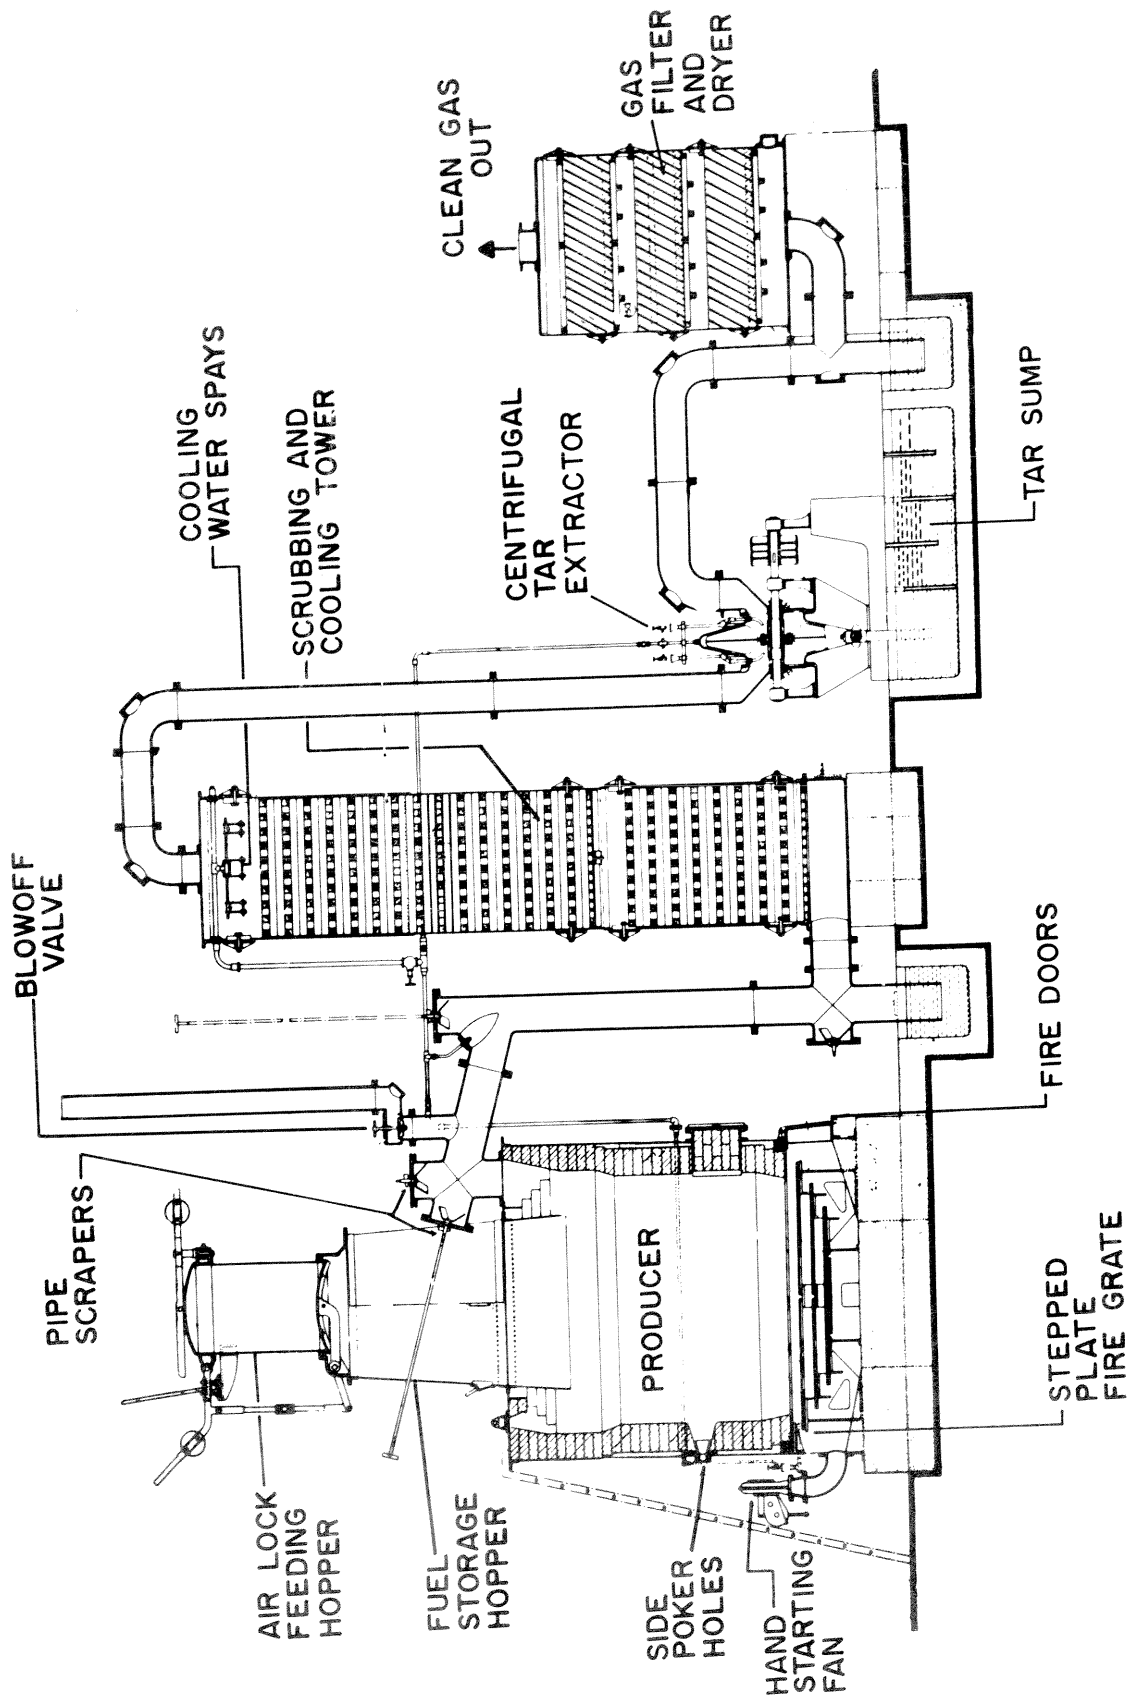 BLOWOFF
VALVE
PIPE
SCRAPERS
AIR LOCK
FEEDING
HOPPER
FUEL
STORAGE
HOPPER
SIDE
POKER
HOLES
HAND
STARTING
FAN
PRODUCER
STEPPED
PLATE
FIRE GRATE
FIRE DOORS
COOLING
WATER SPAYS
SCRUBBING AND
COOLING TOWER
CENTRIFUGAL
TAR
EXTRACTOR
TAR SUMP
CLEAN GAS
OUT
GAS
FILTER
AND
DRYER